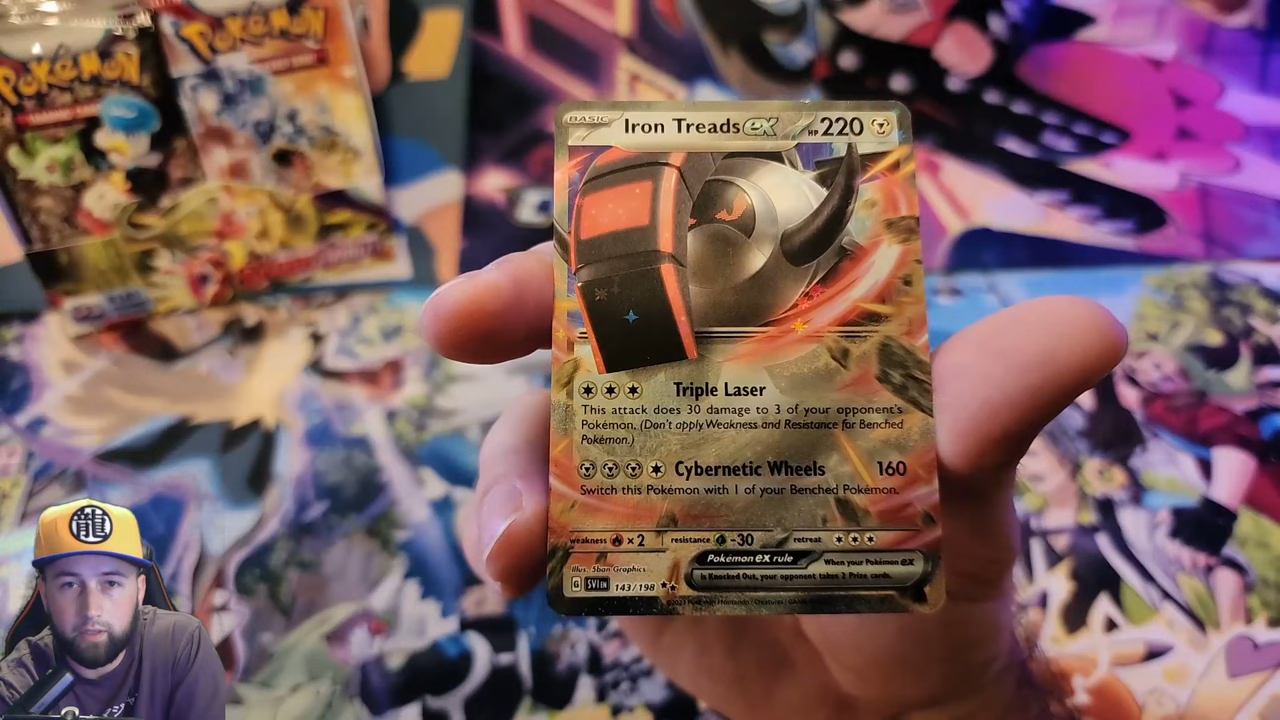 POKéMON
POKéMON
BASIC
Iron Treads ex HP 220
Triple Laser
This attack does 30 damage to 3 of your opponent's
Pokémon. (Don't apply Weakness and Resistance for Benched
Pokémon.)
Cybernetic Wheels 160
Switch this Pokémon with 1 of your Benched Pokémon.
weakness ×2 resistance -30 retreat
Pokémon ex rule When your Pokémon ex
is Knocked Out, your opponent takes 2 Prize cards.
Illus. 5ban Graphics
G SVI EN 143/198
龍